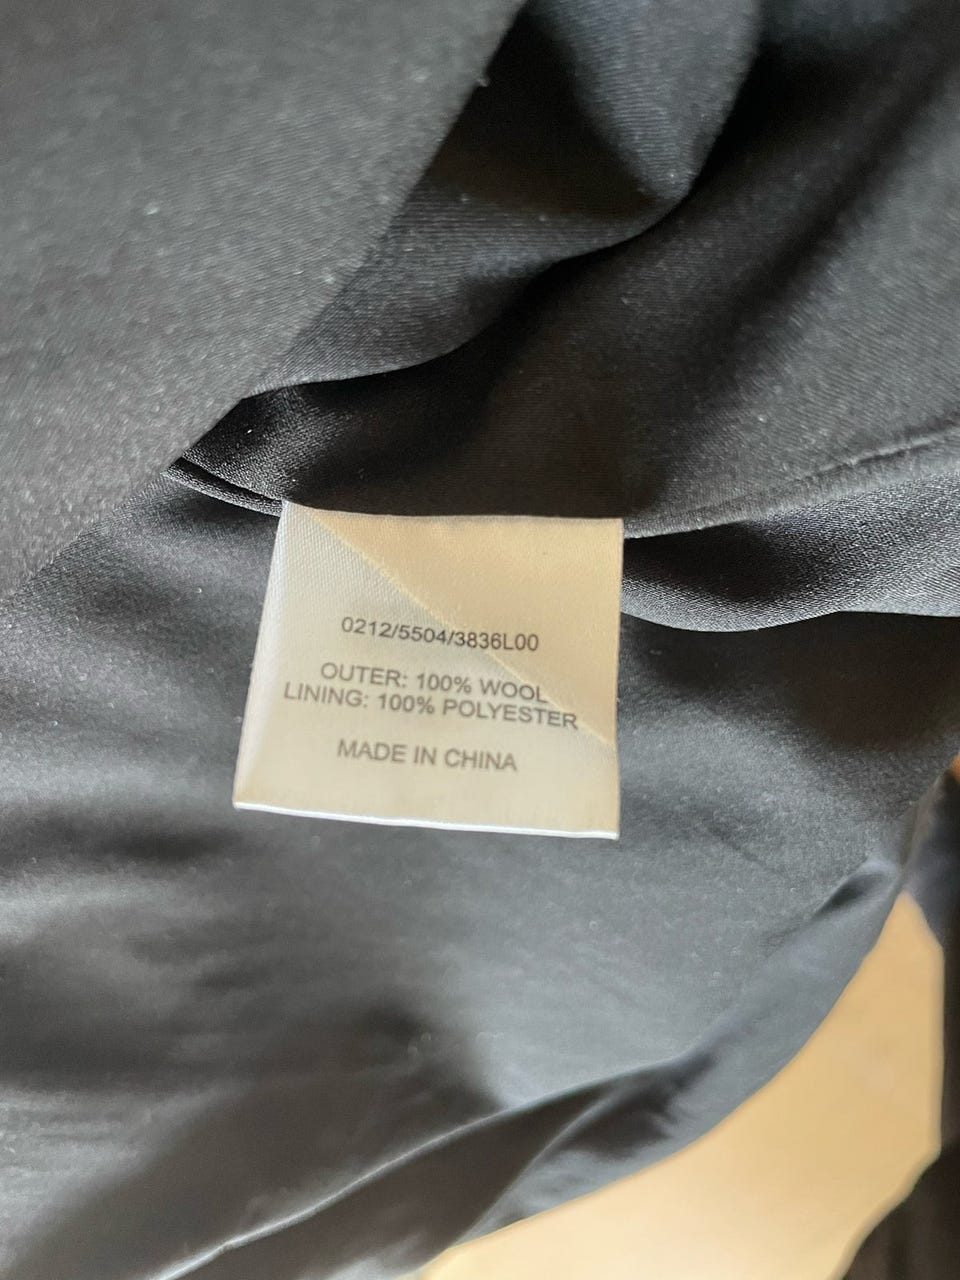 0212/5504/3836L00
OUTER: 100% WOOL
LINING: 100% POLYESTER
MADE IN CHINA